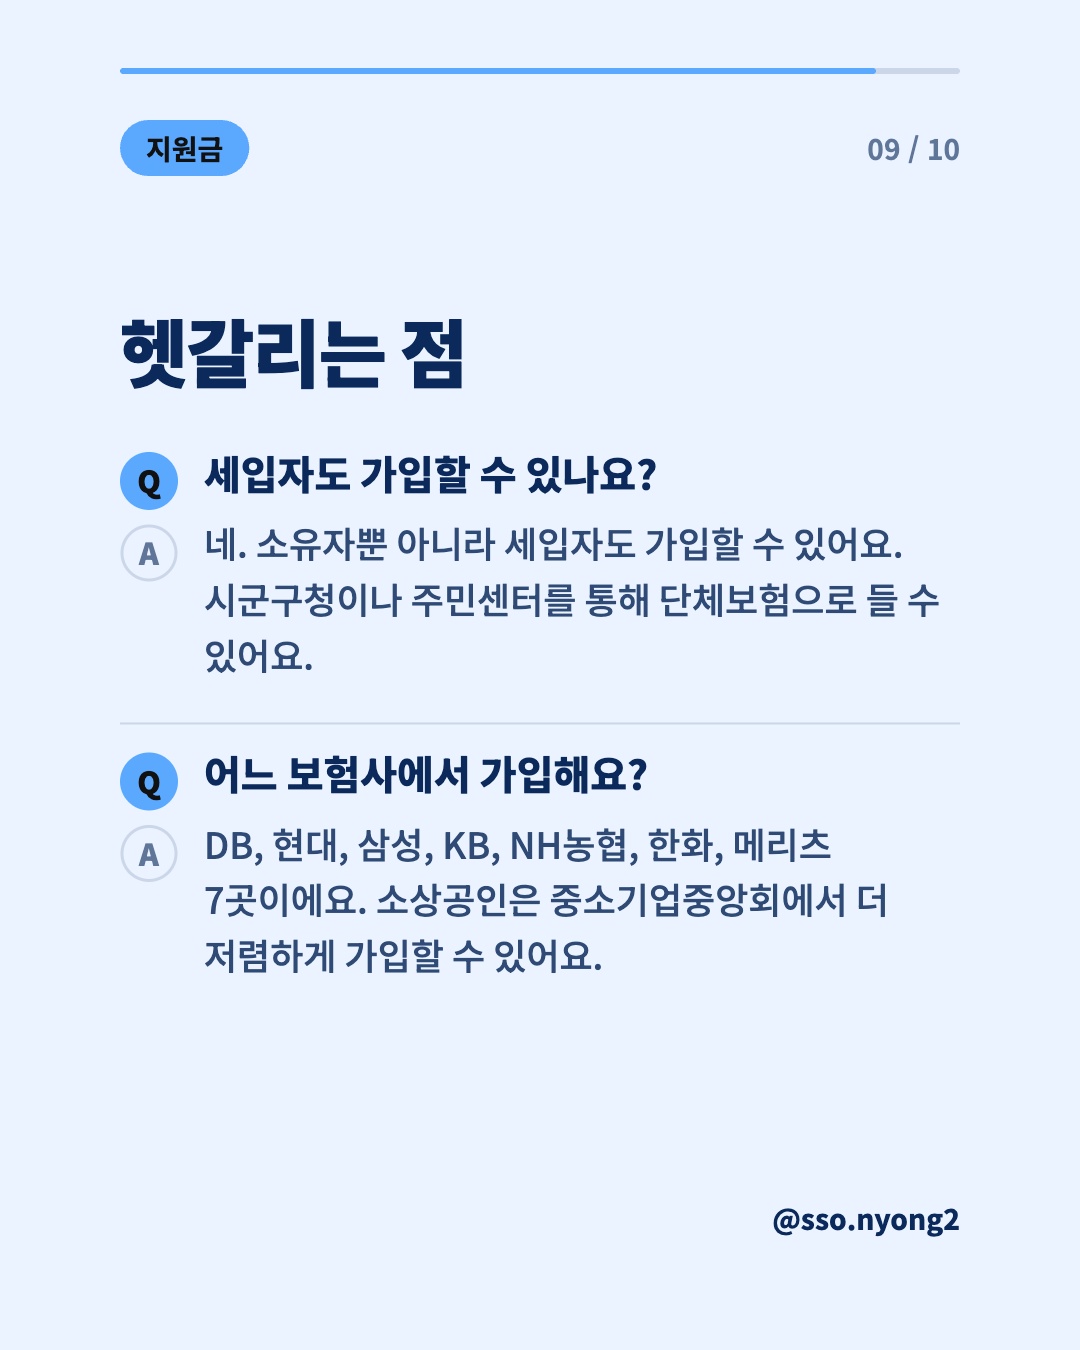 지원금
09 / 10
헷갈리는 점
Q 세입자도 가입할 수 있나요?
A 네. 소유자뿐 아니라 세입자도 가입할 수 있어요.
시군구청이나 주민센터를 통해 단체보험으로 들 수
있어요.
Q 어느 보험사에서 가입해요?
A DB, 현대, 삼성, KB, NH농협, 한화, 메리츠
7곳이에요. 소상공인은 중소기업중앙회에서 더
저렴하게 가입할 수 있어요.
@sso.nyong2